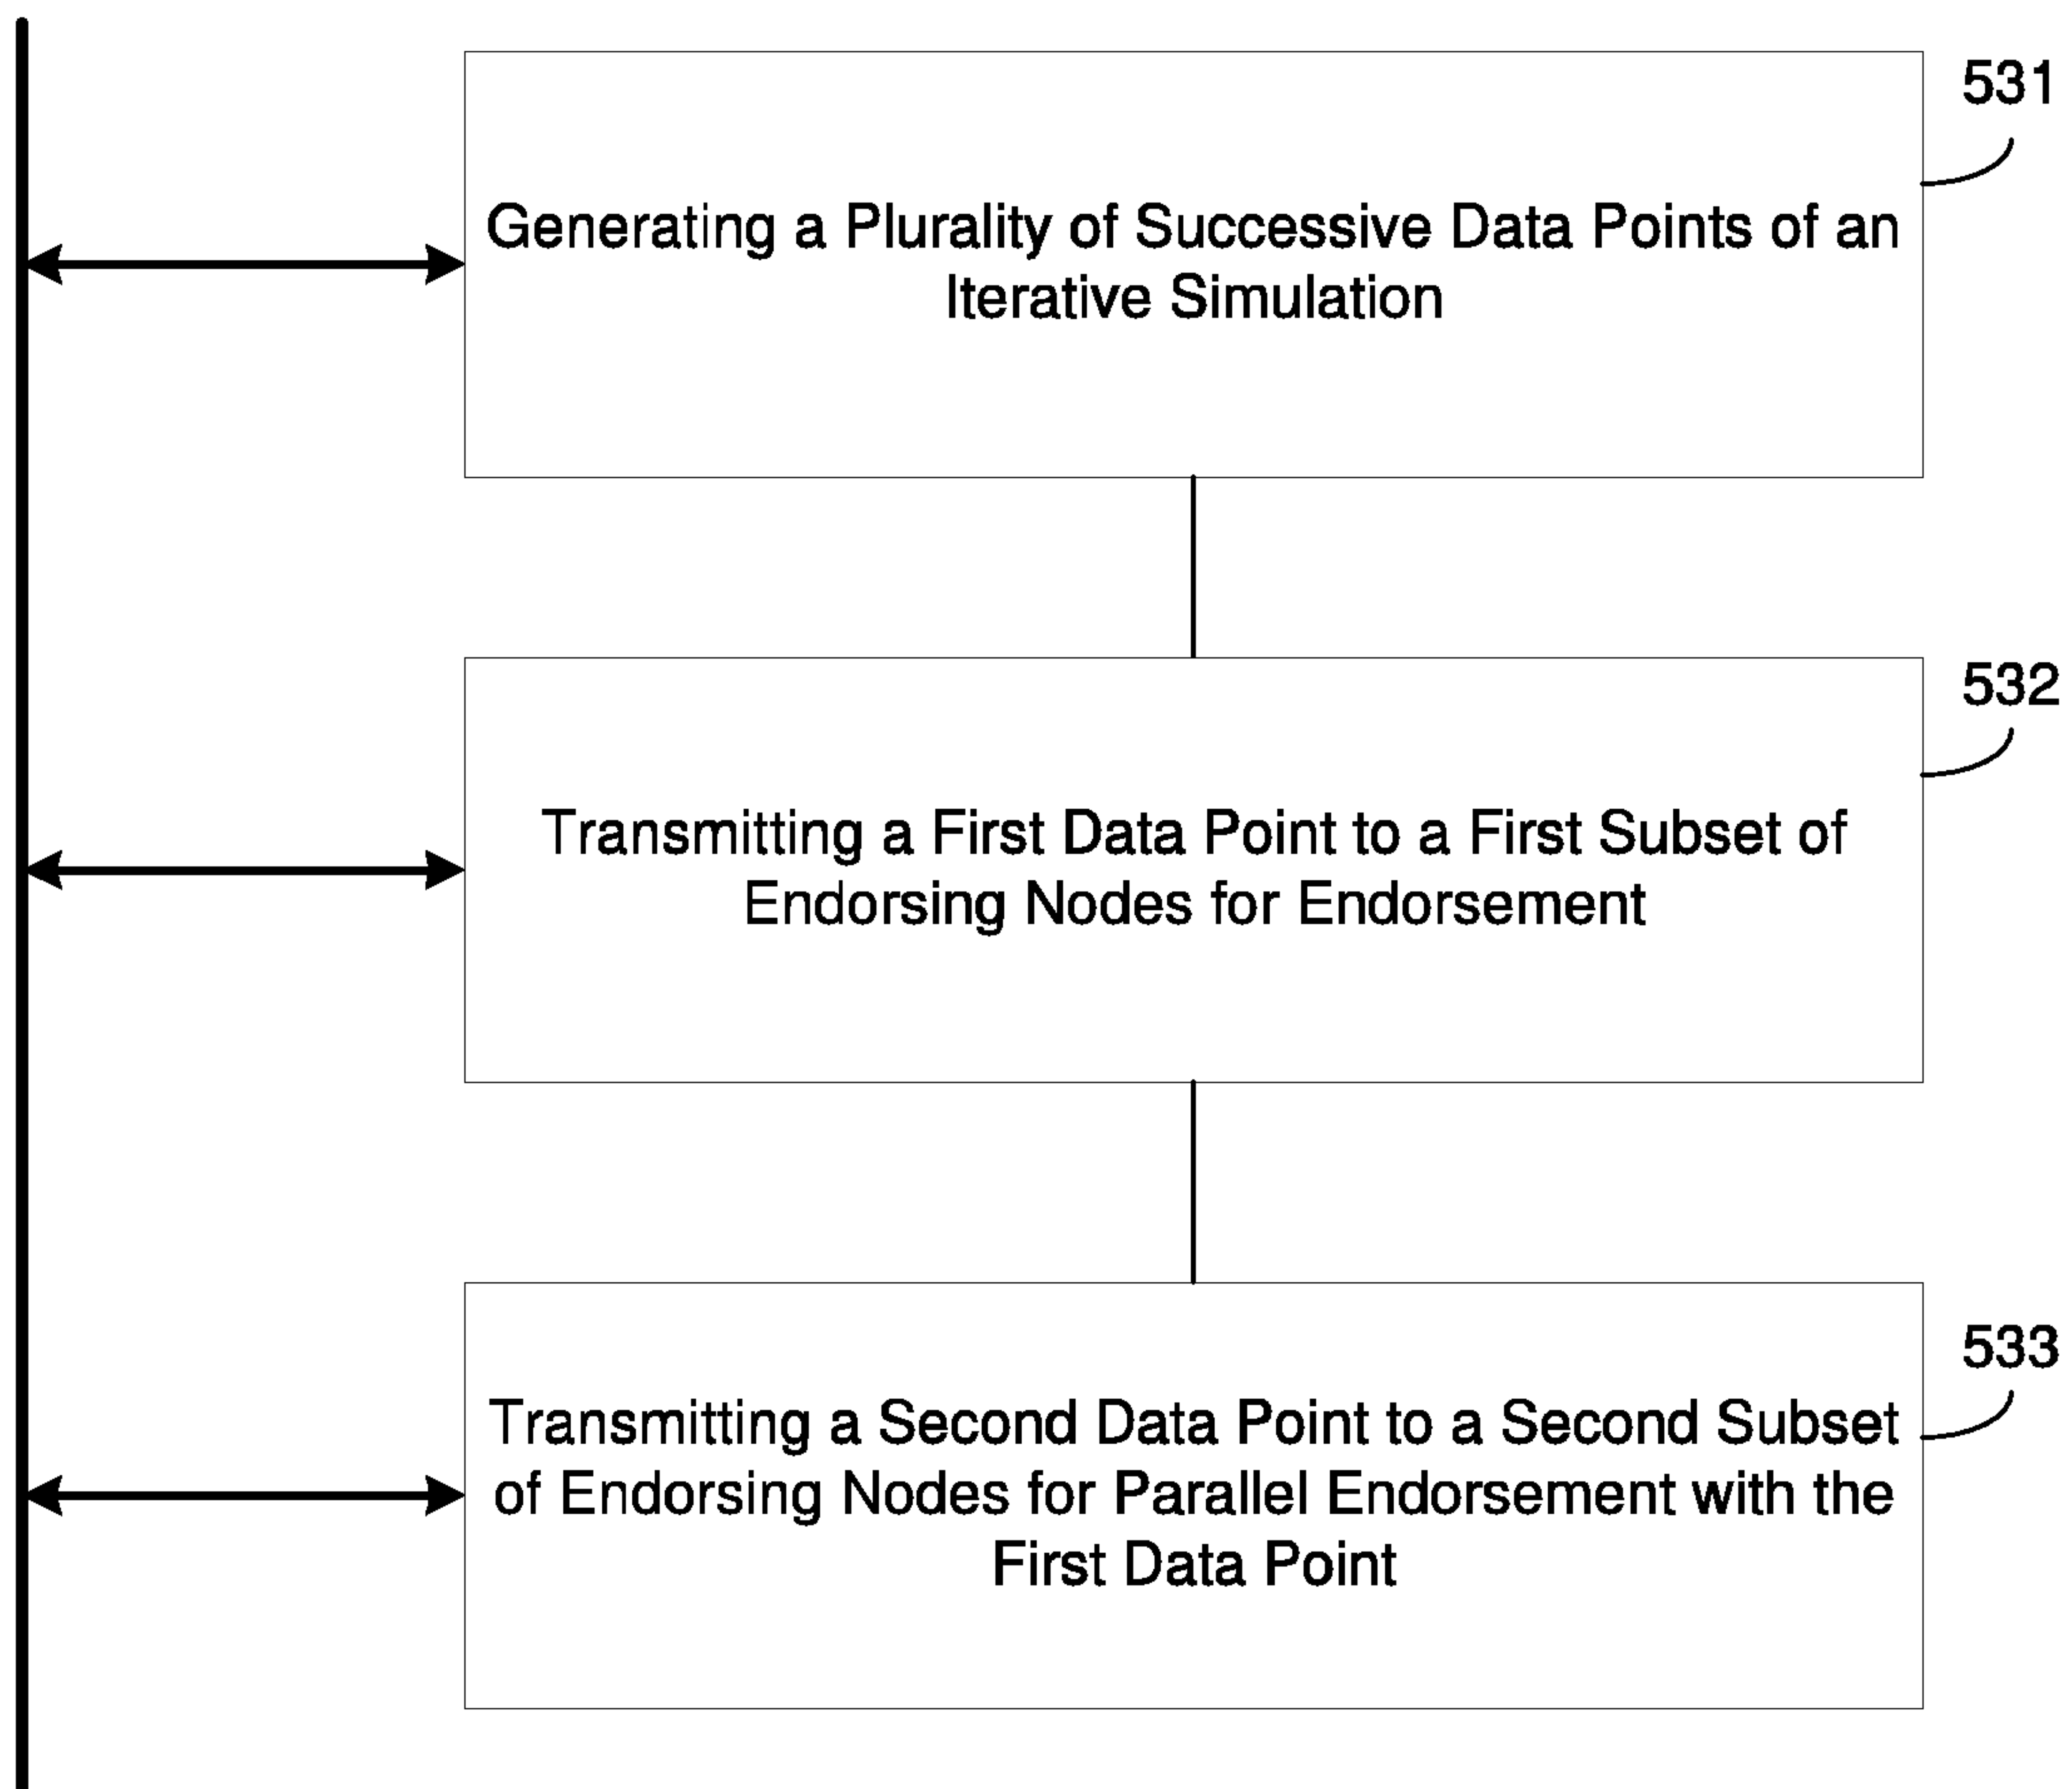 531
Generating a Plurality of Successive Data Points of an
Iterative Simulation
532
Transmitting a First Data Point to a First Subset of
Endorsing Nodes for Endorsement
533
Transmitting a Second Data Point to a Second Subset
of Endorsing Nodes for Parallel Endorsement with the
First Data Point